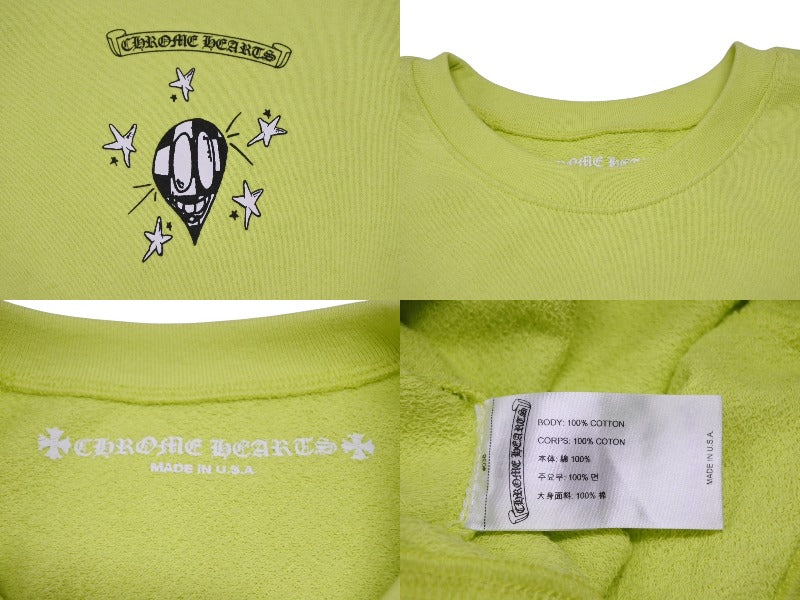 CHROME HEARTS
CHROME HEARTS
CHROME HEARTS
MADE IN U.S.A
CHROME HEARTS
BODY: 100% COTTON
CORPS: 100% COTON
本体: 綿 100%
주요부: 100% 면
大身面料: 100% 棉
MADE IN U.S.A.